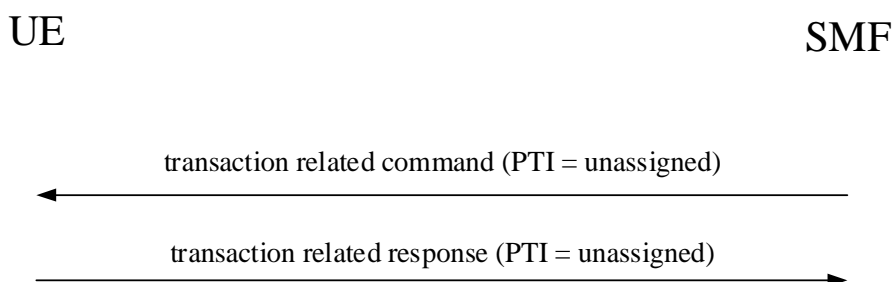 UE
SMF
transaction related command (PTI = unassigned)
transaction related response (PTI = unassigned)